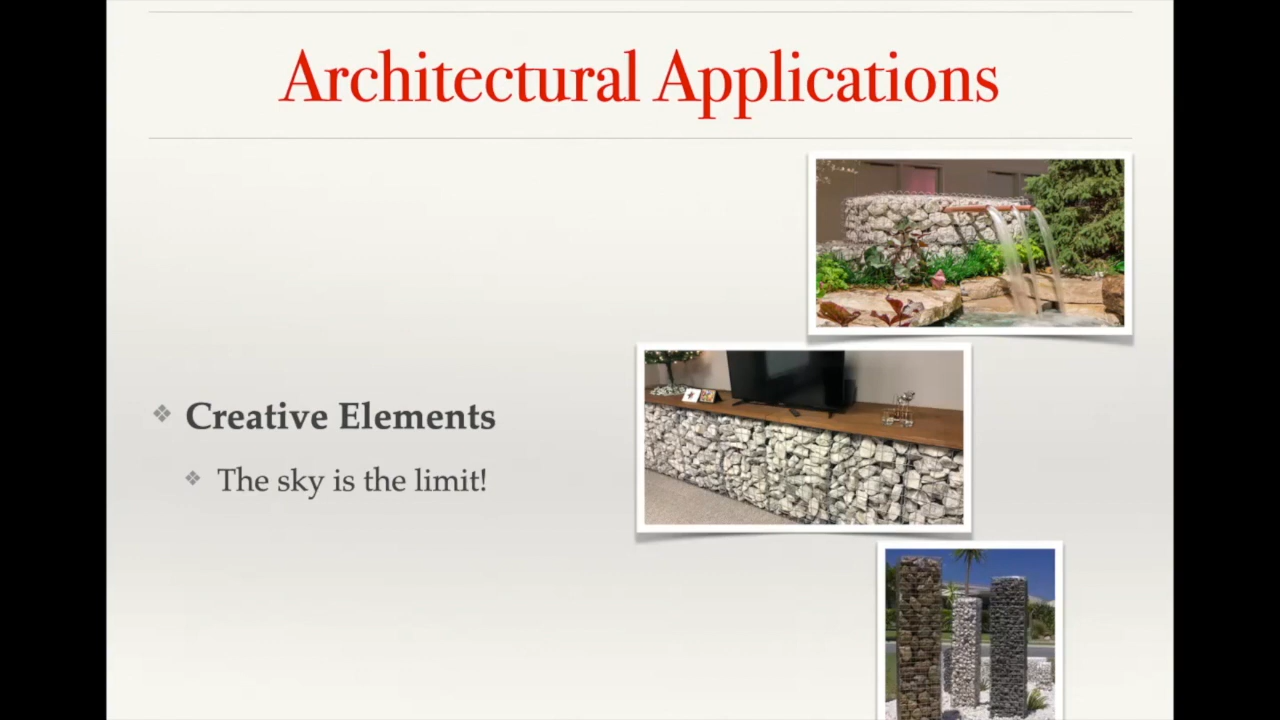 Architectural Applications
Creative Elements
The sky is the limit!